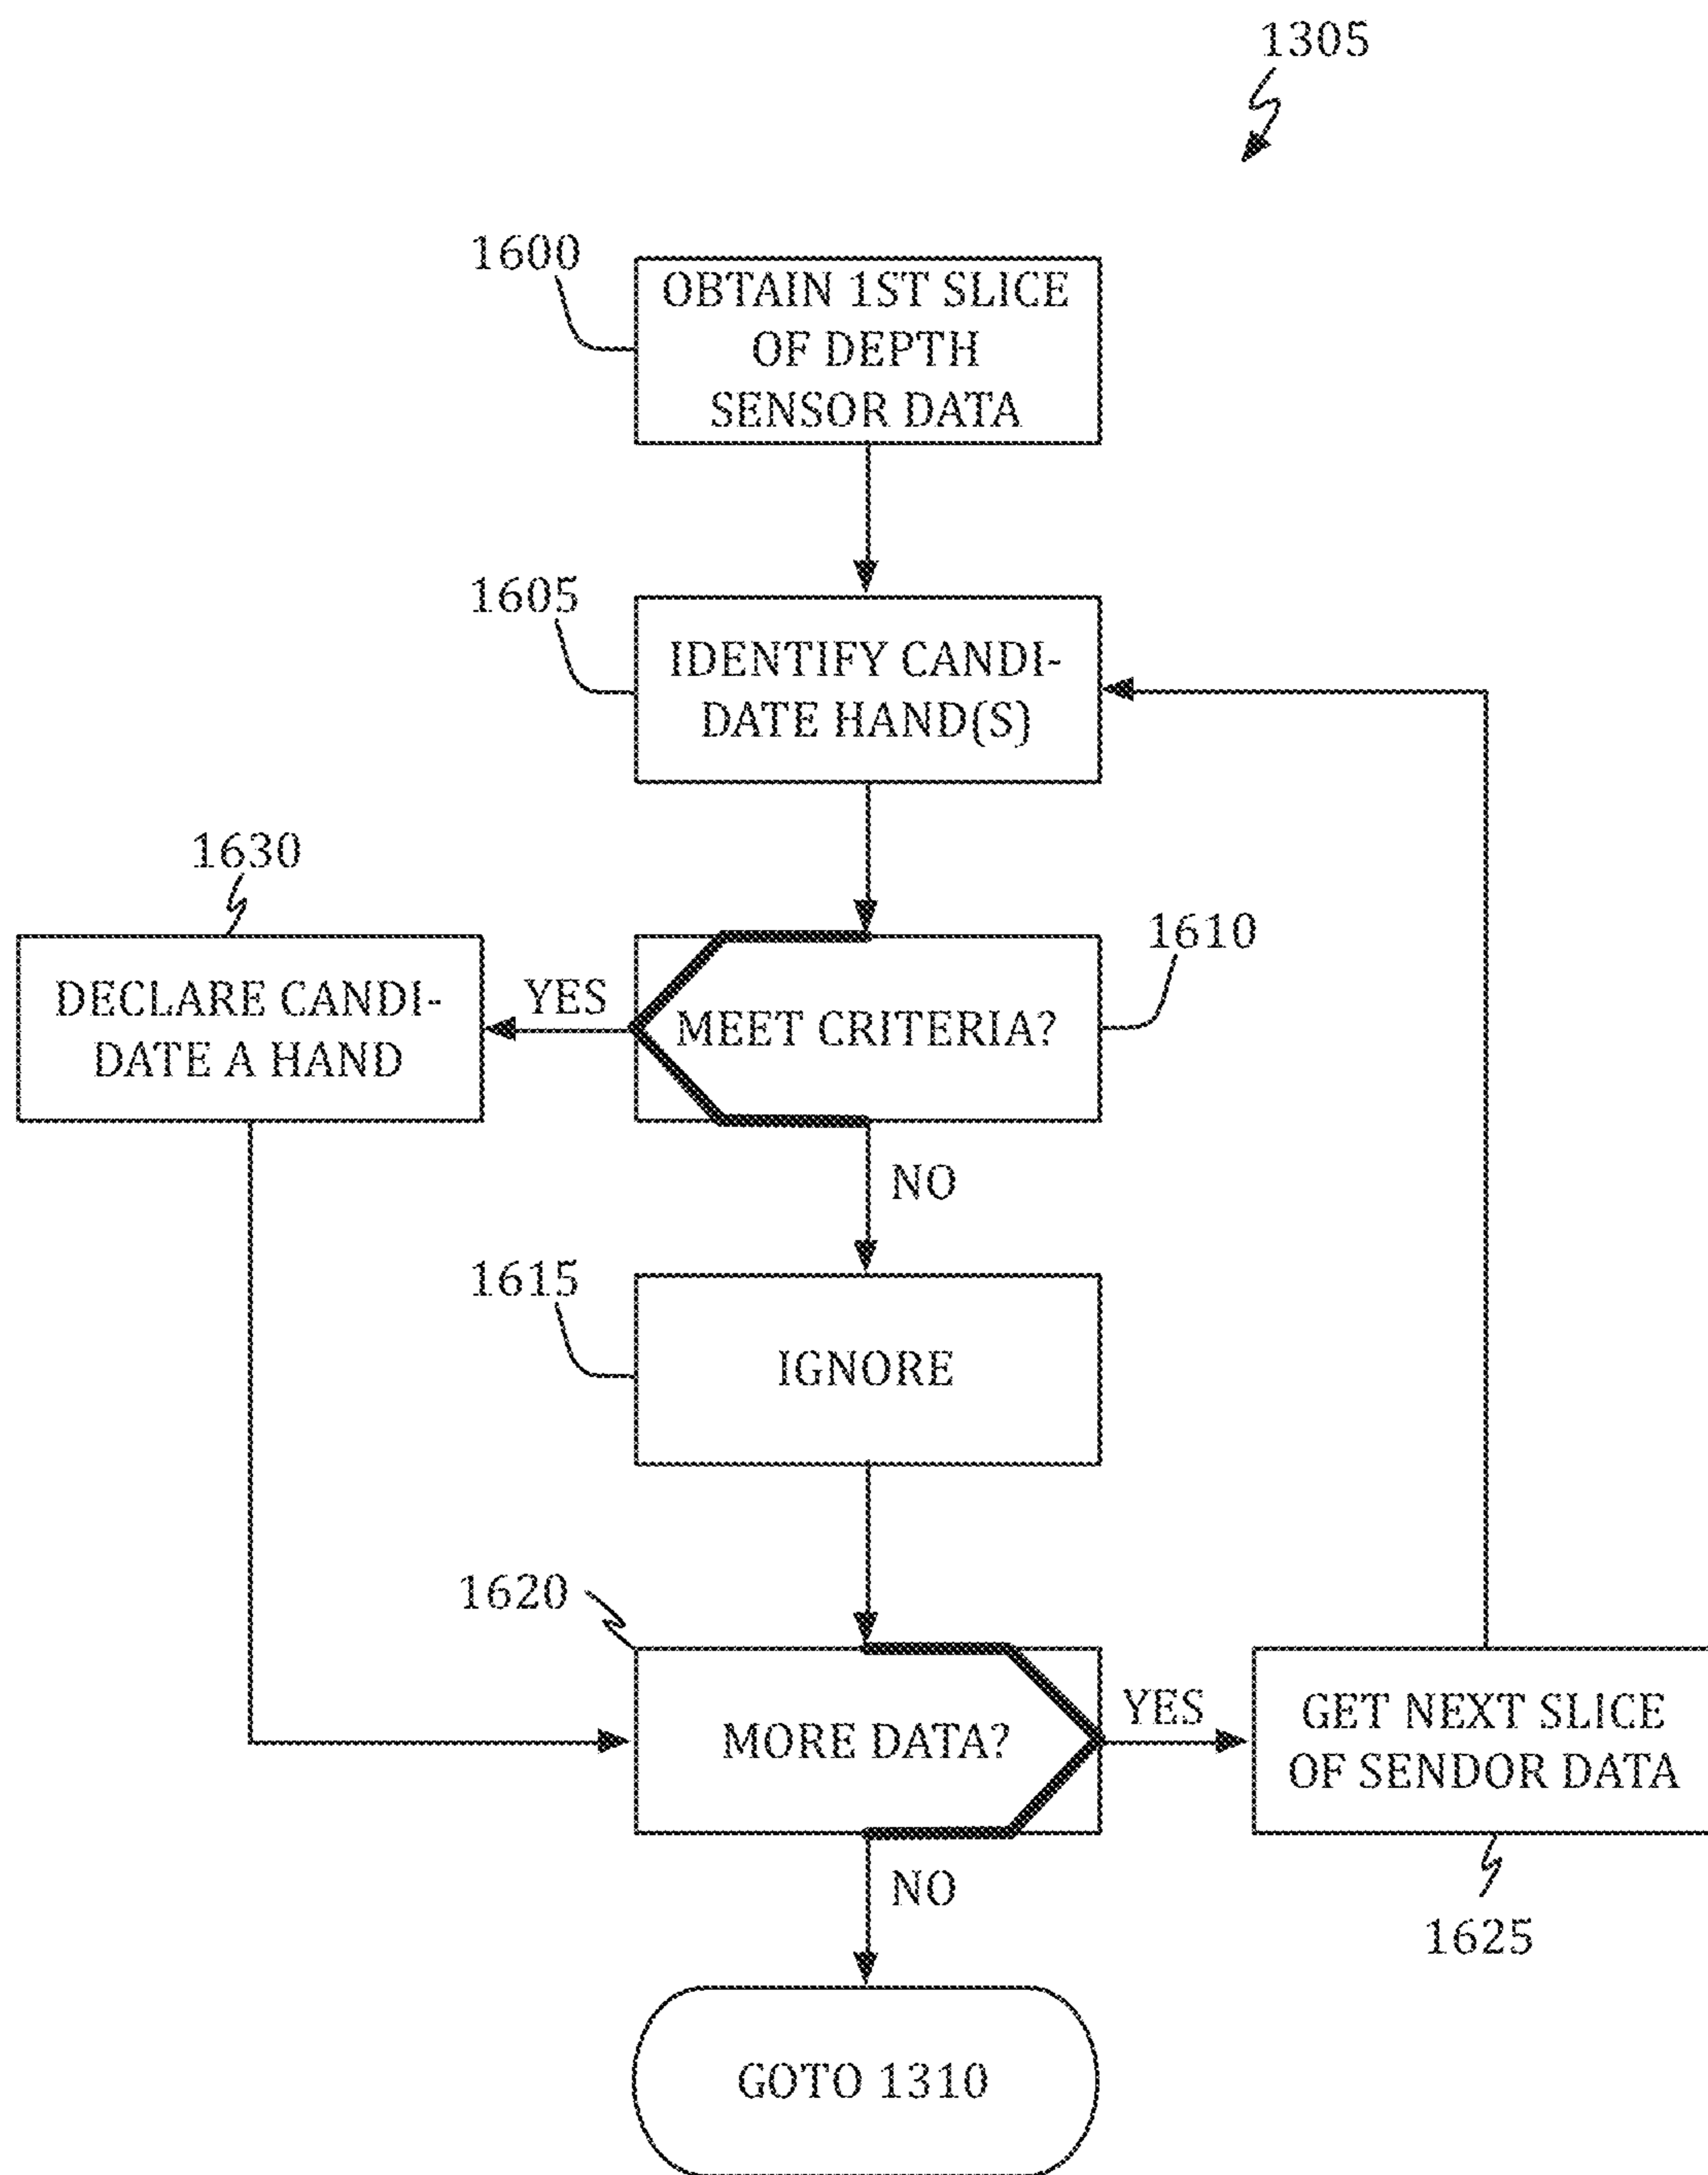 1305
1600
OBTAIN 1ST SLICE
OF DEPTH
SENSOR DATA
1605
IDENTIFY CANDI-
DATE HAND(S)
1630
DECLARE CANDI-
DATE A HAND
YES
MEET CRITERIA?
1610
NO
1615
IGNORE
1620
MORE DATA?
YES
GET NEXT SLICE
OF SENDOR DATA
1625
NO
GOTO 1310